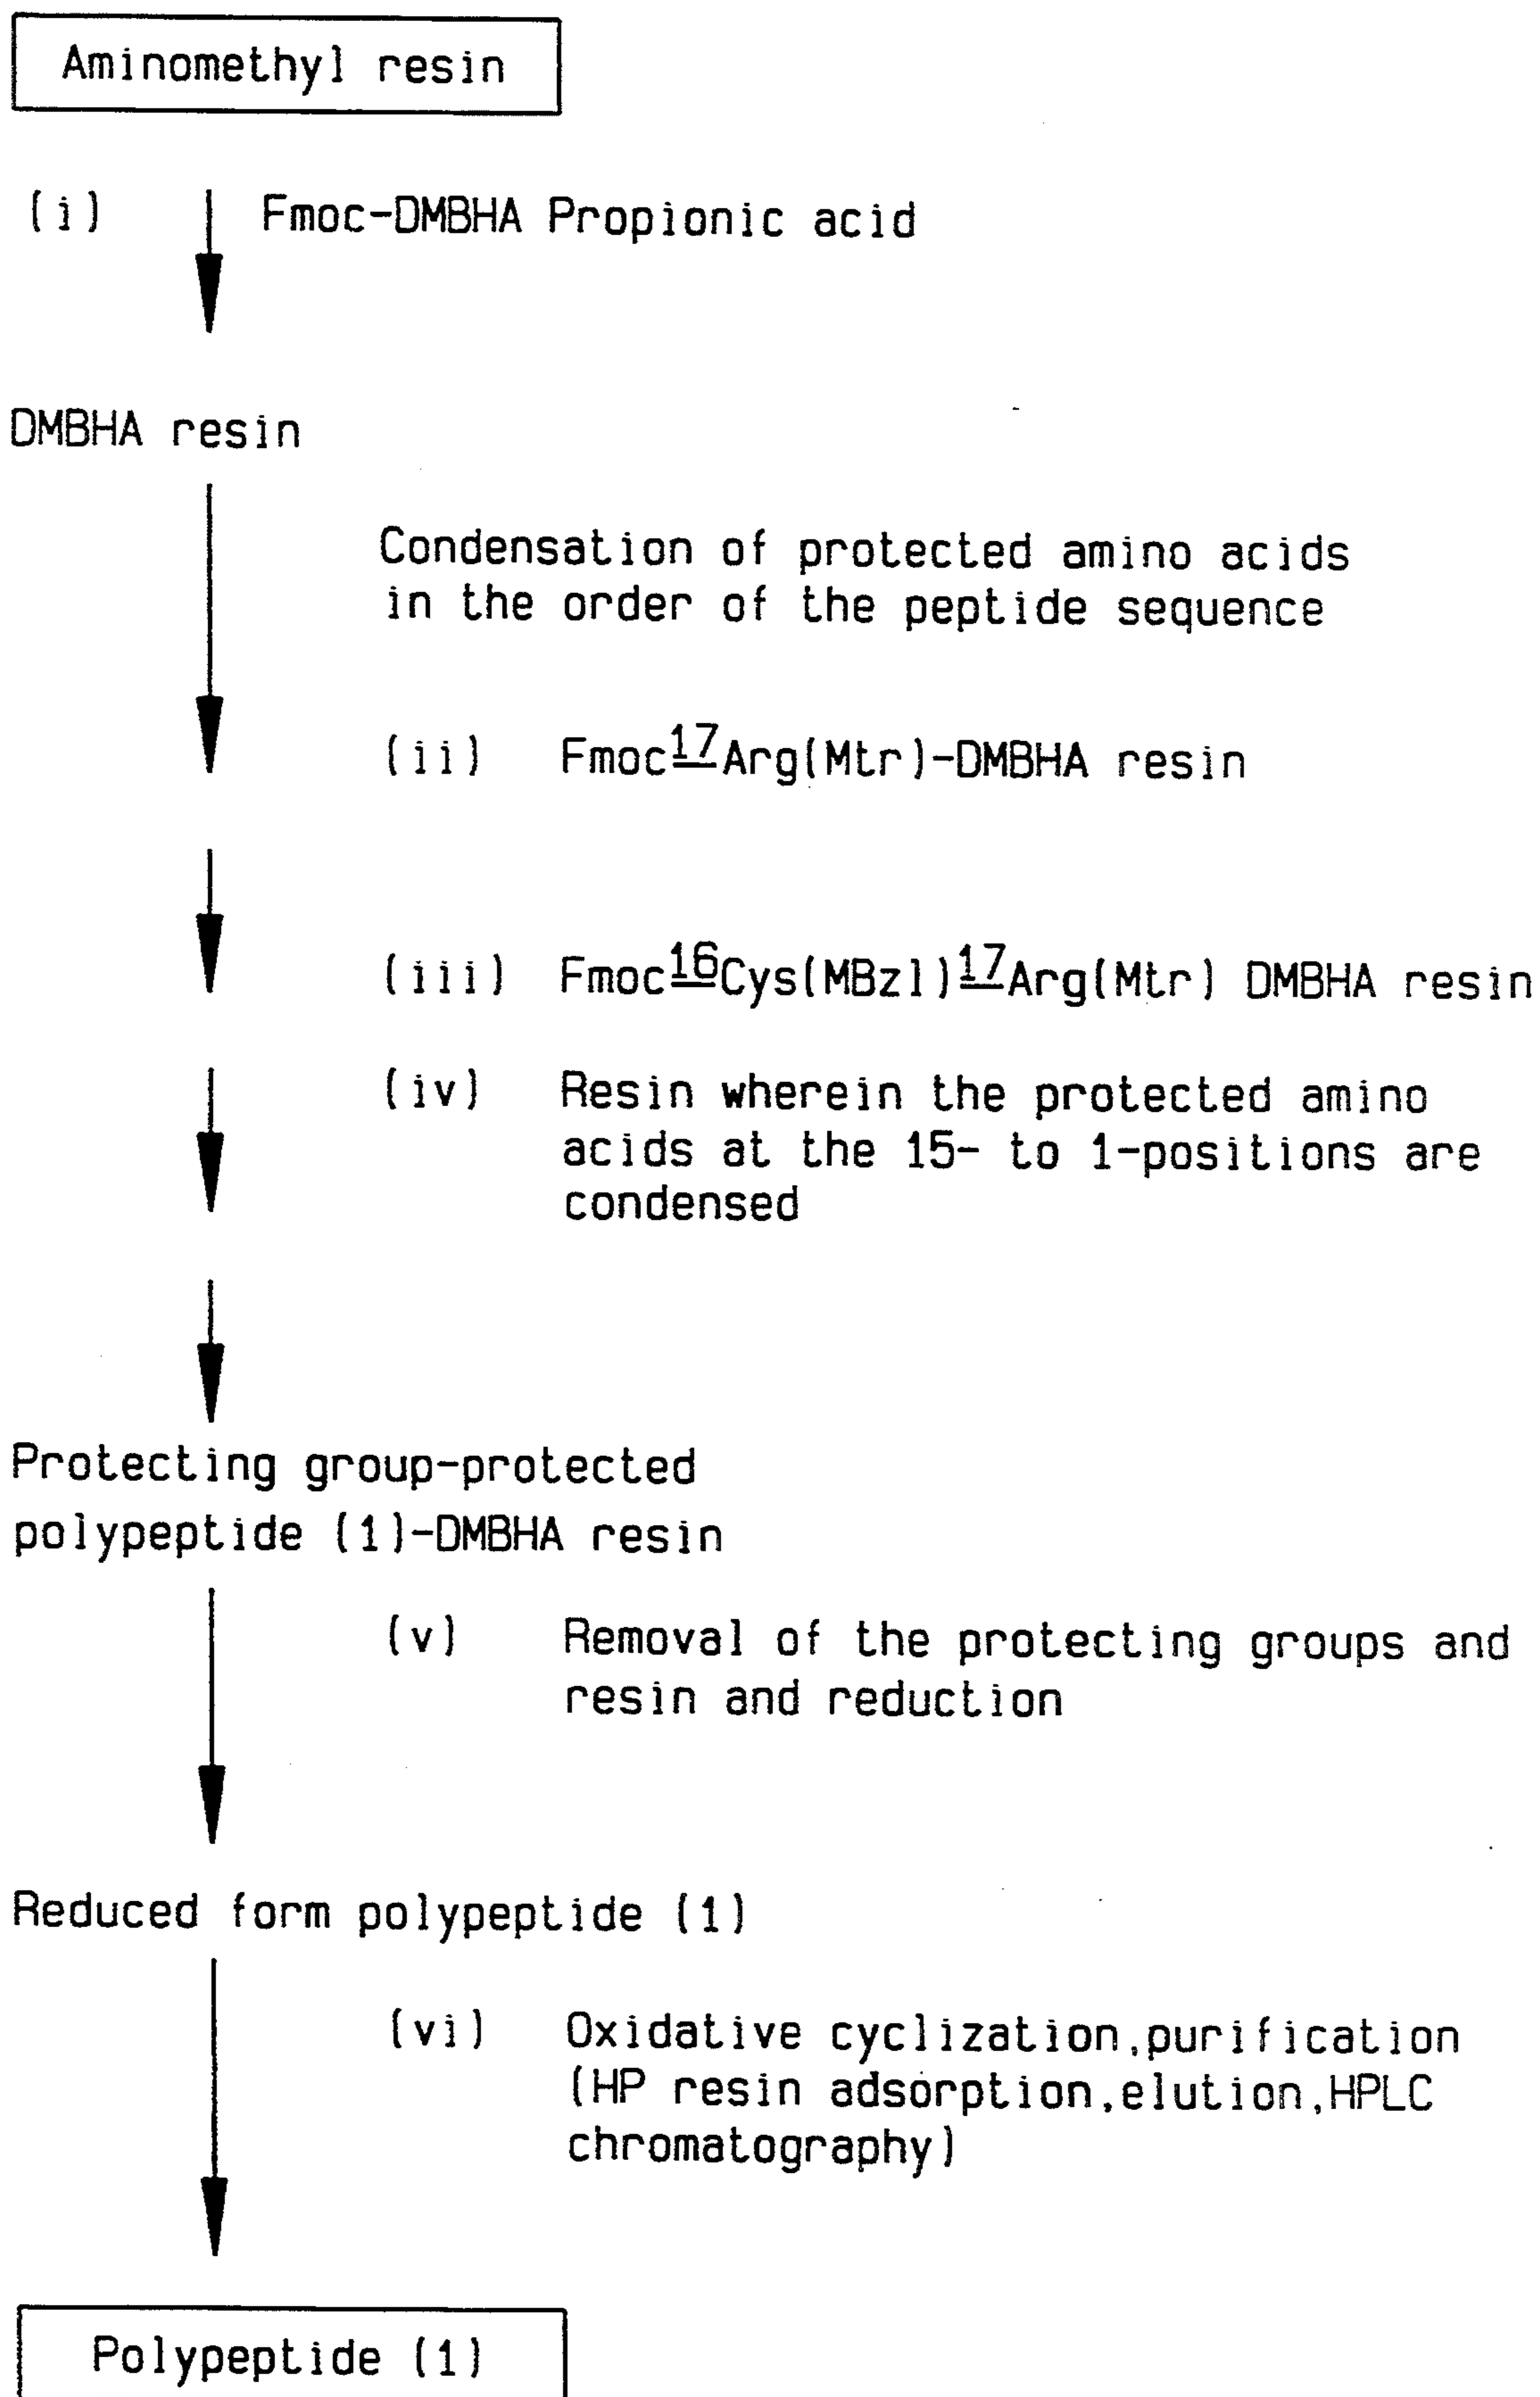 Aminomethyl resin
(i) Fmoc-DMBHA Propionic acid
DMBHA resin
Condensation of protected amino acids
in the order of the peptide sequence
(ii) Fmoc17Arg(Mtr)-DMBHA resin
(iii) Fmoc16Cys(MBzl)17Arg(Mtr) DMBHA resin
(iv) Resin wherein the protected amino
acids at the 15- to 1-positions are
condensed
Protecting group-protected
polypeptide (1)-DMBHA resin
(v) Removal of the protecting groups and
resin and reduction
Reduced form polypeptide (1)
(vi) Oxidative cyclization,purification
(HP resin adsorption,elution,HPLC
chromatography)
Polypeptide (1)